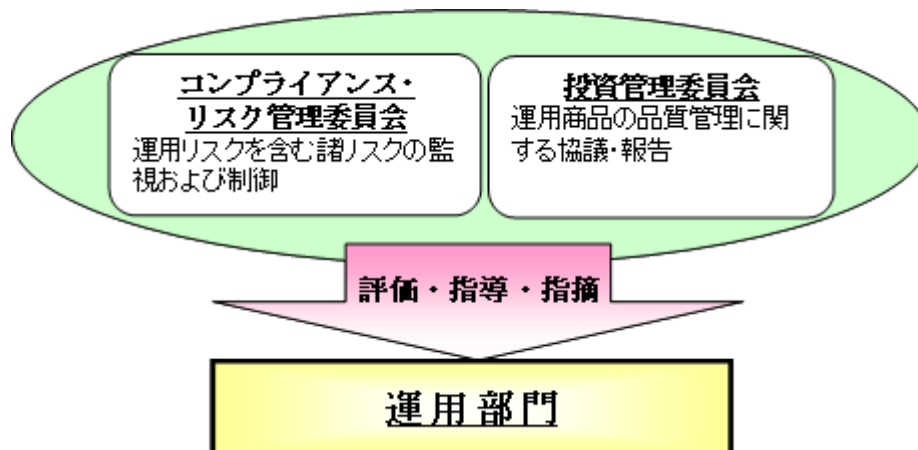 コンプライアンス・
リスク管理委員会
運用リスクを含む諸リスクの監
視および制御
投資管理委員会
運用商品の品質管理に関
する協議・報告
評価・指導・指摘
運用部門